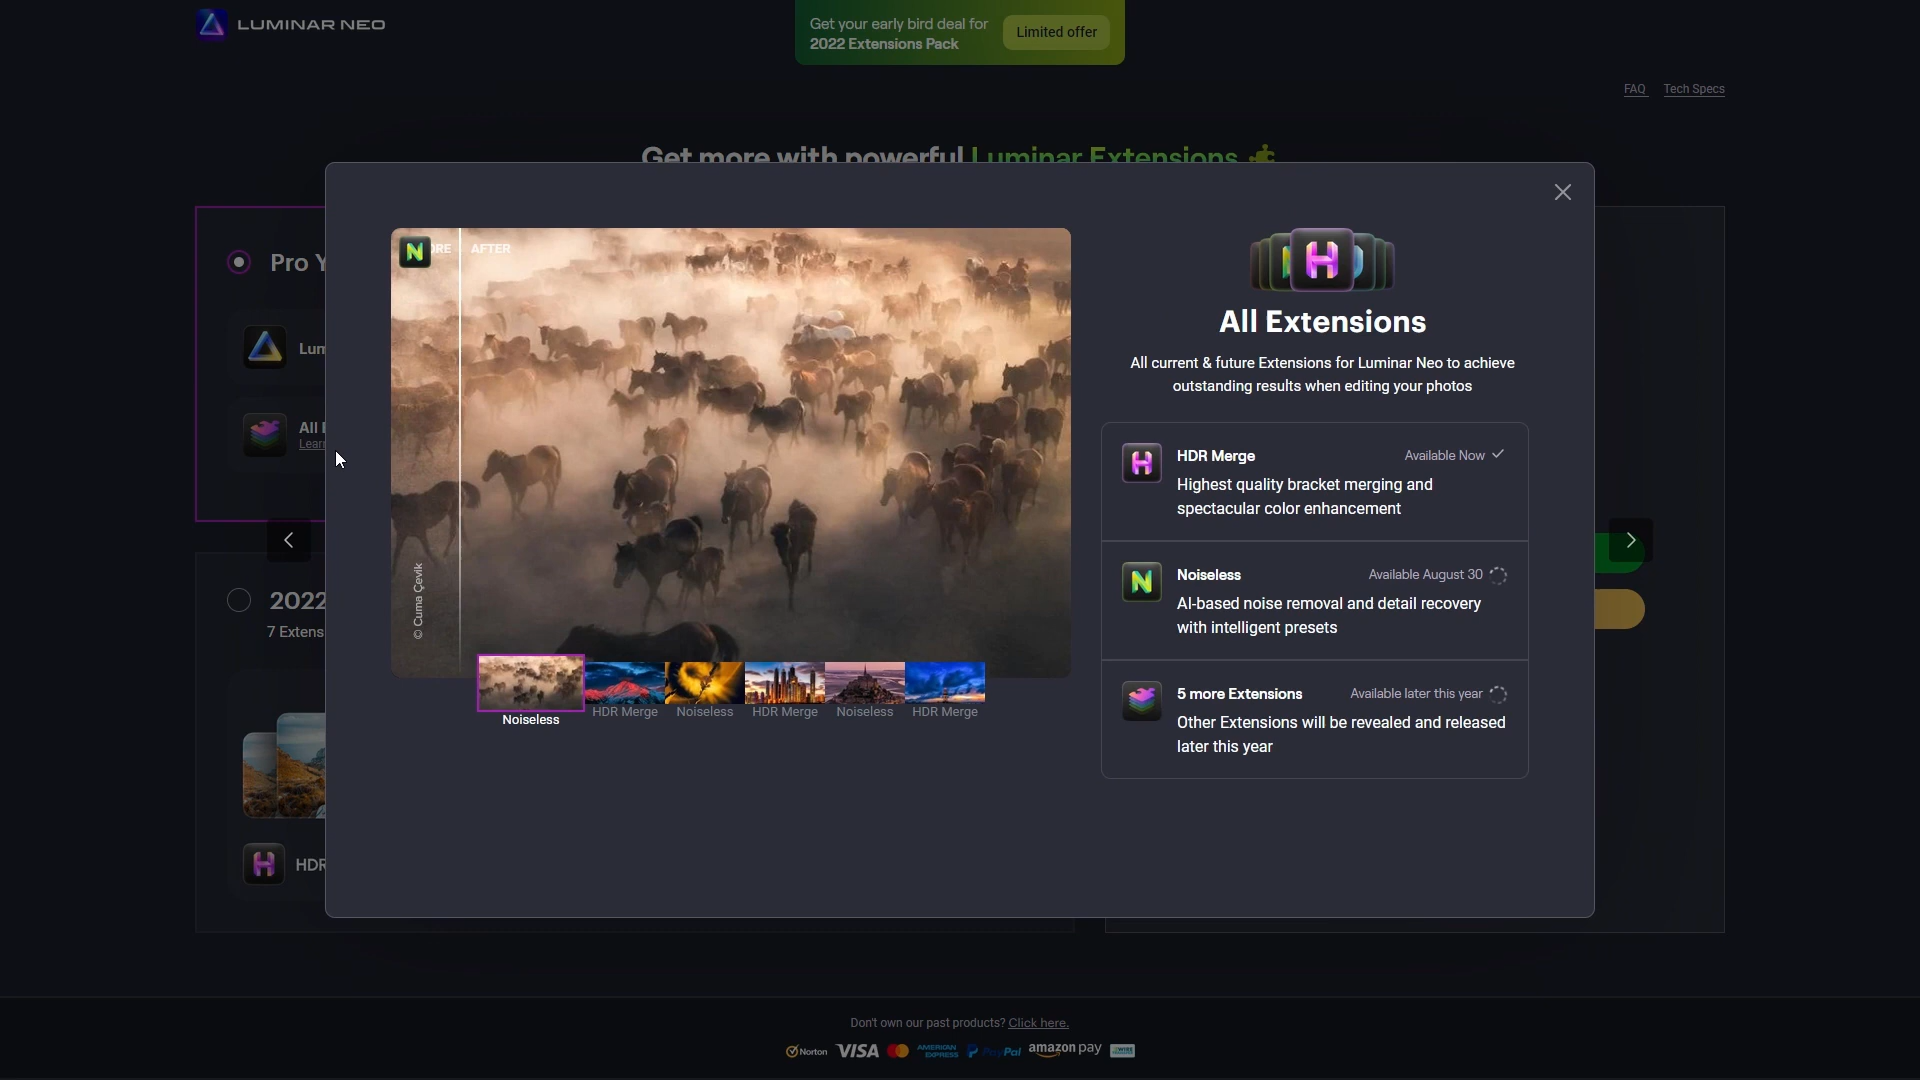 LUMINAR NEO
Get your early bird deal for
2022 Extensions Pack
Limited offer
FAQ
Tech Specs
Get more with powerful Luminar Extensions
Pro Y
Lum
All
Learn
2022
7 Extens
HDR
N
ORE
AFTER
© Cuma Çevik
Noiseless
HDR Merge
Noiseless
HDR Merge
Noiseless
HDR Merge
H
All Extensions
All current & future Extensions for Luminar Neo to achieve
outstanding results when editing your photos
H
HDR Merge
Available Now
Highest quality bracket merging and
spectacular color enhancement
N
Noiseless
Available August 30
AI-based noise removal and detail recovery
with intelligent presets
5 more Extensions
Available later this year
Other Extensions will be revealed and released
later this year
Don't own our past products? Click here.
Norton
VISA
AMERICAN EXPRESS
PayPal
amazon pay
WIRE